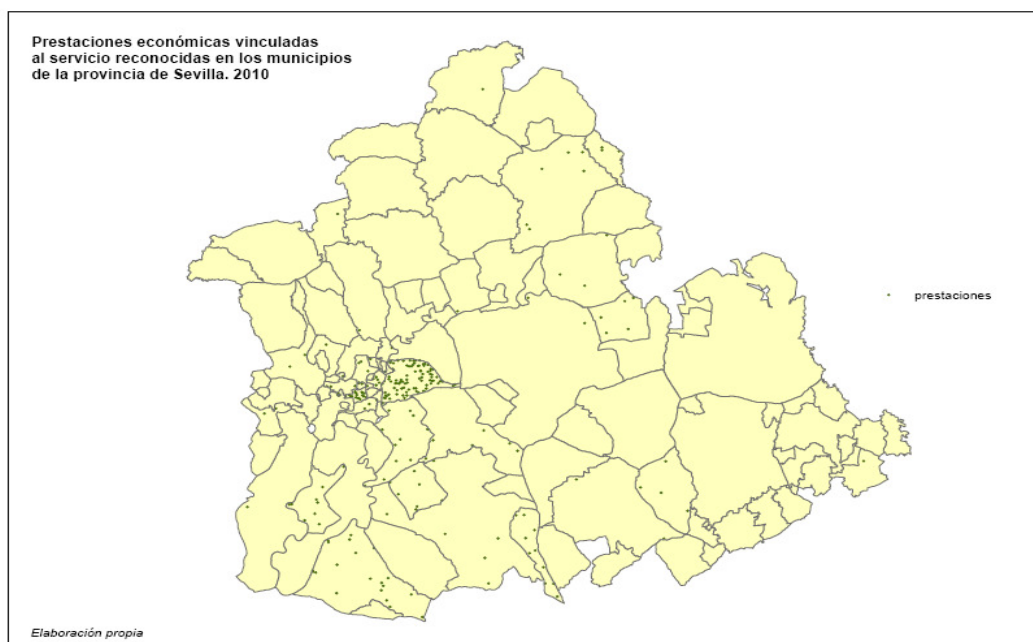 Prestaciones económicas vinculadas
al servicio reconocidas en los municipios
de la provincia de Sevilla. 2010
prestaciones
Elaboración propia